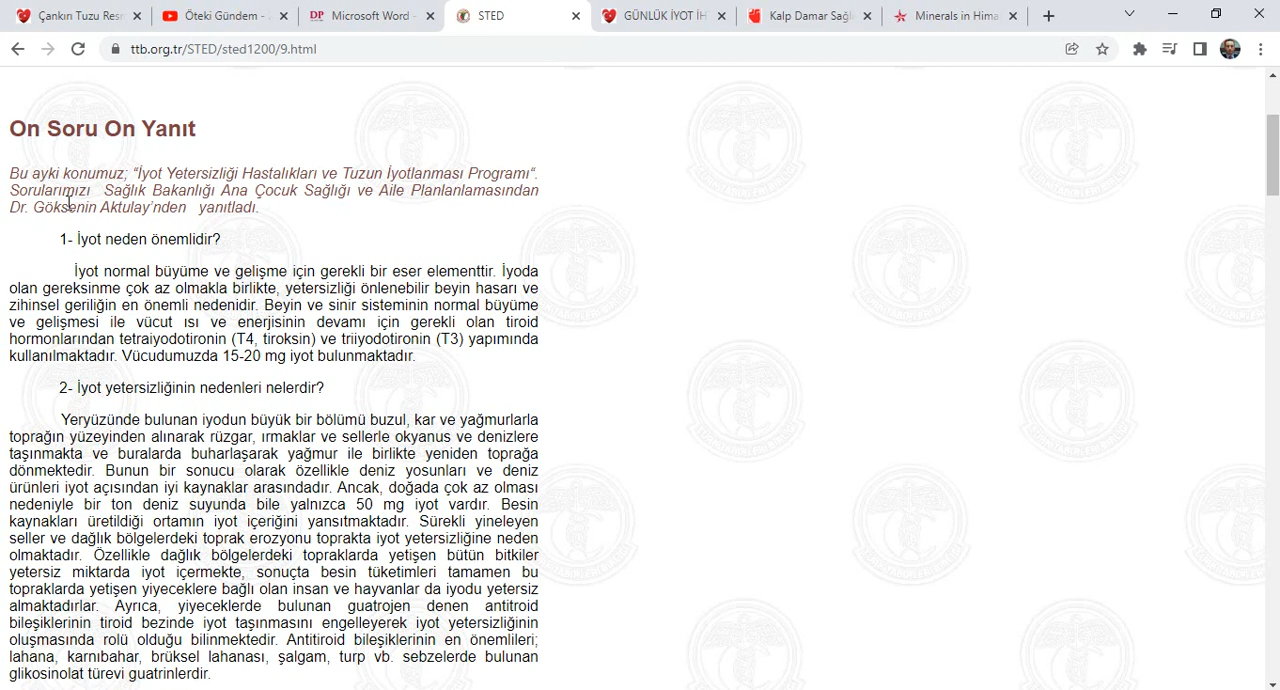 Çankırı Tuzu Resr
Öteki Gündem -
DP Microsoft Word -
STED
GÜNLÜK İYOT İH
Kalp Damar Sağl
Minerals in Hima
ttb.org.tr/STED/sted1200/9.html
On Soru On Yanıt
Bu ayki konumuz; “İyot Yetersizliği Hastalıkları ve Tuzun İyotlanması Programı“.
Sorularımızı Sağlık Bakanlığı Ana Çocuk Sağlığı ve Aile Planlanlamasından
Dr. Göksenin Aktulay’nden yanıtladı.
1- İyot neden önemlidir?
İyot normal büyüme ve gelişme için gerekli bir eser elementtir. İyoda
olan gereksinme çok az olmakla birlikte, yetersizliği önlenebilir beyin hasarı ve
zihinsel geriliğin en önemli nedenidir. Beyin ve sinir sisteminin normal büyüme
ve gelişmesi ile vücut ısı ve enerjisinin devamı için gerekli olan tiroid
hormonlarından tetraiyodotironin (T4, tiroksin) ve triiyodotironin (T3) yapımında
kullanılmaktadır. Vücudumuzda 15-20 mg iyot bulunmaktadır.
2- İyot yetersizliğinin nedenleri nelerdir?
Yeryüzünde bulunan iyodun büyük bir bölümü buzul, kar ve yağmurlarla
toprağın yüzeyinden alınarak rüzgar, ırmaklar ve sellerle okyanus ve denizlere
taşınmakta ve buralarda buharlaşarak yağmur ile birlikte yeniden toprağa
dönmektedir. Bunun bir sonucu olarak özellikle deniz yosunları ve deniz
ürünleri iyot açısından iyi kaynaklar arasındadır. Ancak, doğada çok az olması
nedeniyle bir ton deniz suyunda bile yalnızca 50 mg iyot vardır. Besin
kaynakları üretildiği ortamın iyot içeriğini yansıtmaktadır. Sürekli yineleyen
seller ve dağlık bölgelerdeki toprak erozyonu toprakta iyot yetersizliğine neden
olmaktadır. Özellikle dağlık bölgelerdeki topraklarda yetişen bütün bitkiler
yetersiz miktarda iyot içermekte, sonuçta besin tüketimleri tamamen bu
topraklarda yetişen yiyeceklere bağlı olan insan ve hayvanlar da iyodu yetersiz
almaktadırlar. Ayrıca, yiyeceklerde bulunan guatrojen denen antitroid
bileşiklerinin tiroid bezinde iyot taşınmasını engelleyerek iyot yetersizliğinin
oluşmasında rolü olduğu bilinmektedir. Antitiroid bileşiklerinin en önemlileri;
lahana, karnıbahar, brüksel lahanası, şalgam, turp vb. sebzelerde bulunan
glikosinolat türevi guatrinlerdir.